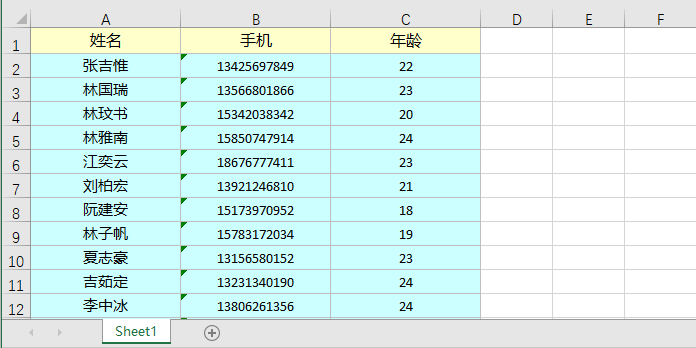 A B C D E F
1 姓名 手机 年龄
2 张吉惟 13425697849 22
3 林国瑞 13566801866 23
4 林玟书 15342038342 20
5 林雅南 15850747914 24
6 江奕云 18676777411 23
7 刘柏宏 13921246810 21
8 阮建安 15173970952 18
9 林子帆 15783172034 19
10 夏志豪 13156580152 23
11 吉茹定 13231340190 24
12 李中冰 13806261356 24
Sheet1